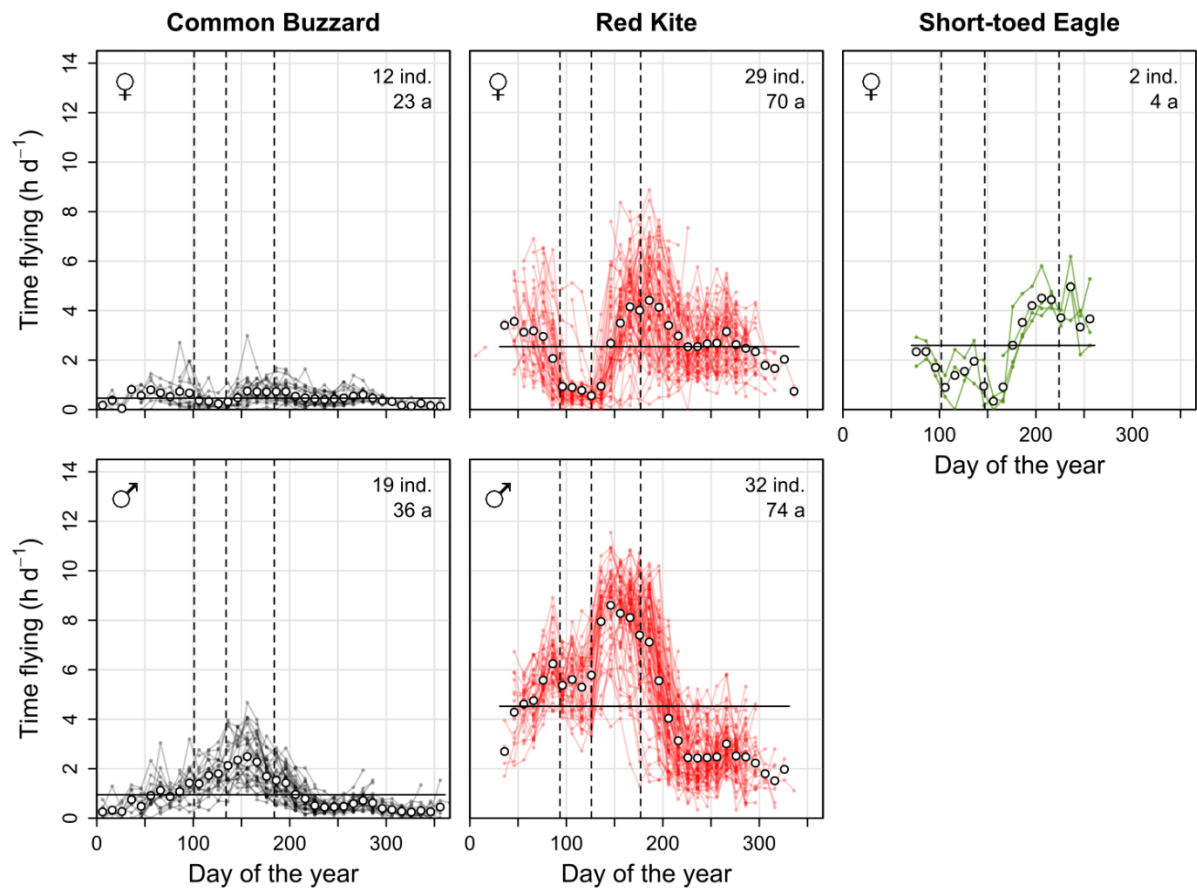 Common Buzzard
Red Kite
Short-toed Eagle
Time flying (h d⁻¹)
14
12
10
8
6
4
2
0
♀
12 ind.
23 a
♀
29 ind.
70 a
♀
2 ind.
4 a
0 100 200 300
Day of the year
Time flying (h d⁻¹)
14
12
10
8
6
4
2
0
♂
19 ind.
36 a
♂
32 ind.
74 a
0 100 200 300
Day of the year
0 100 200 300
Day of the year